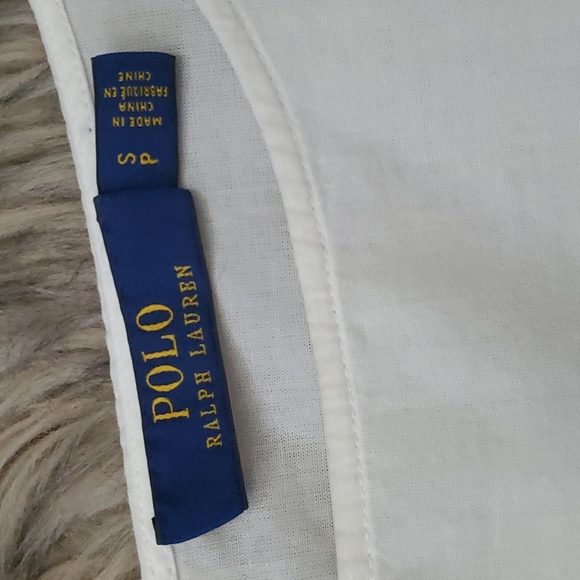 POLO
RALPH LAUREN
S
P
MADE IN
CHINA
FABRIQUÉ EN
CHINE